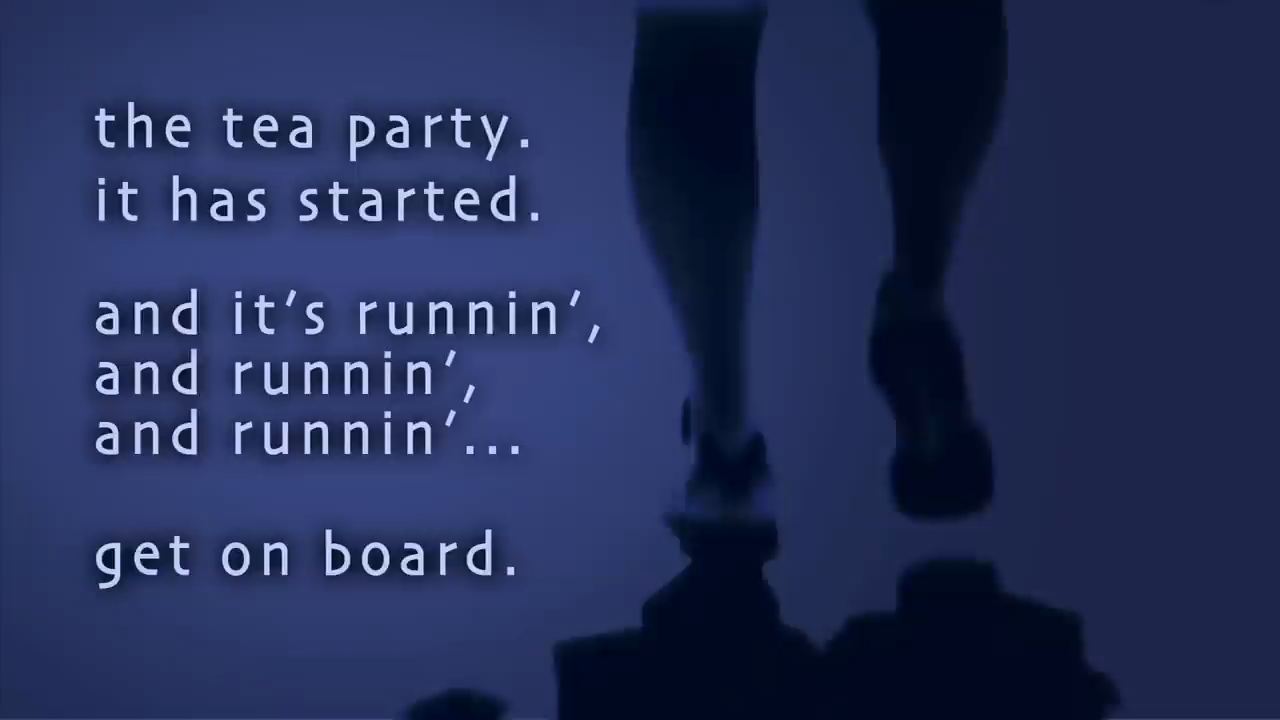 the tea party.
it has started.
and it’s runnin’,
and runnin’,
and runnin’...
get on board.